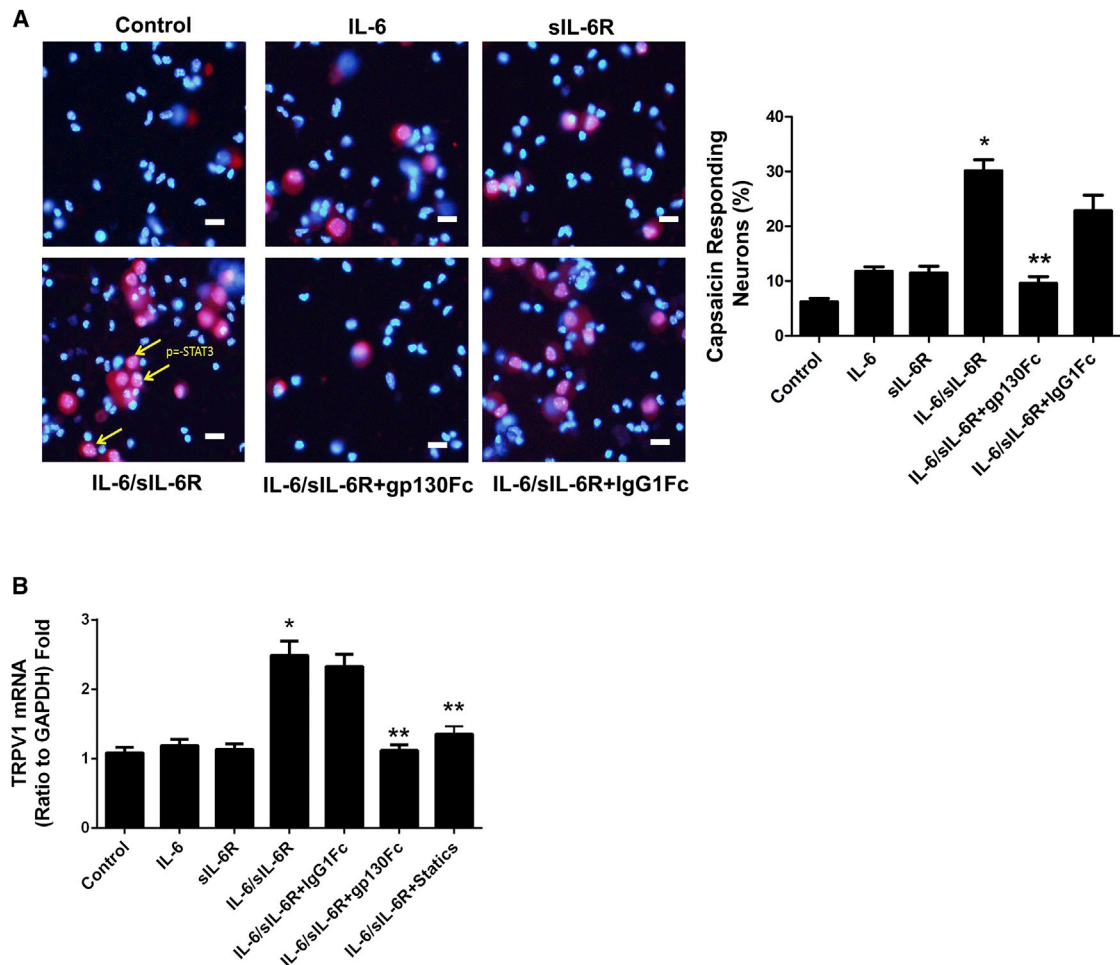 A
Control
IL-6
sIL-6R
p=-STAT3
IL-6/sIL-6R
IL-6/sIL-6R+gp130Fc
IL-6/sIL-6R+IgG1Fc
Capsaicin Responding
Neurons (%)
40
30
20
10
0
*
**
Control
IL-6
sIL-6R
IL-6/sIL-6R
IL-6/sIL-6R+gp130Fc
IL-6/sIL-6R+IgG1Fc
B
TRPV1 mRNA
(Ratio to GAPDH) Fold
3
2
1
0
*
**
**
Control
IL-6
sIL-6R
IL-6/sIL-6R
IL-6/sIL-6R+IgG1Fc
IL-6/sIL-6R+gp130Fc
IL-6/sIL-6R+Statics